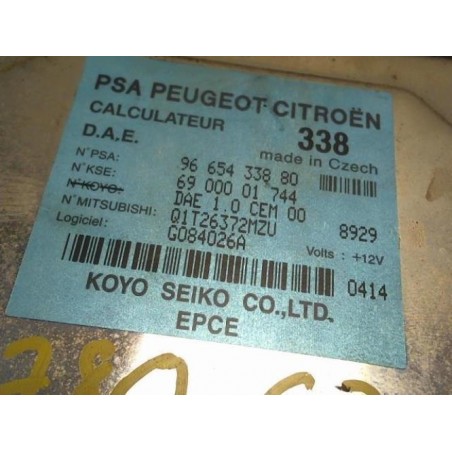 PSA PEUGEOT-CITROËN
CALCULATEUR 338
D.A.E. made in Czech
N°PSA: 96 654 338 80
N°KSE: 69 000 01 744
N°KOYO: DAE 1.0 CEM 00
N°MITSUBISHI: Q1T26372MZU 8929
Logiciel: G084026A Volts : +12V
0414
KOYO SEIKO CO.,LTD.
EPCE